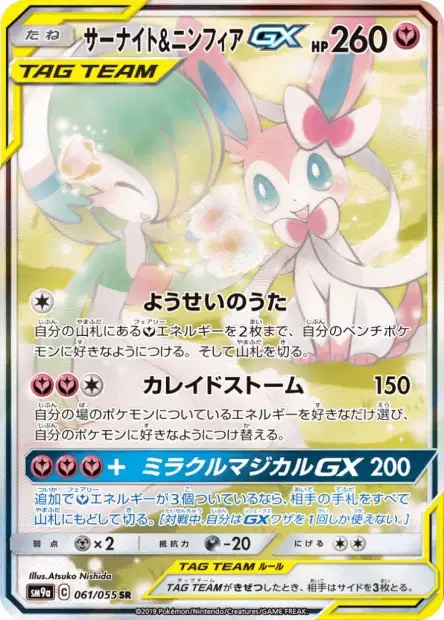 たね サーナイト&ニンフィアGX HP260
TAG TEAM
ようせいのうた
自分の山札にあるエネルギーを2枚まで、自分のベンチポケ
モンに好きなようにつける。そして山札を切る。
カレイドストーム 150
自分の場のポケモンについているエネルギーを好きなだけ選び、
自分のポケモンに好きなようにつけ替える。
+ ミラクルマジカルGX 200
追加でエネルギーが3個ついているなら、相手の手札をすべて
山札にもどして切る。[対戦中、自分はGXワザを1回しか使えない。]
弱点 ×2 抵抗力 -20 にげる
Illus.Atsuko Nishida
sm9a C 061/055 SR
TAG TEAM ルール
TAG TEAMがきぜつしたとき、相手はサイドを3枚とる。
©2019 Pokémon/Nintendo/Creatures/GAME FREAK.